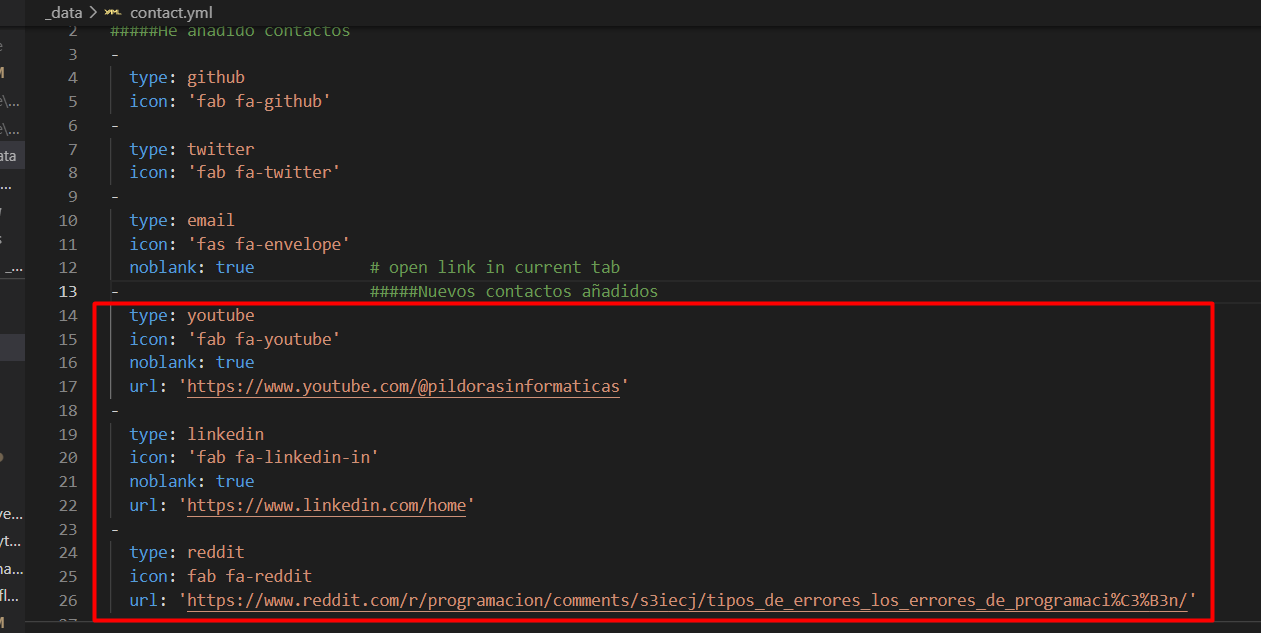 _data > contact.yml
2 #####He añadido contactos
3 -
4 type: github
5 icon: 'fab fa-github'
6 -
7 type: twitter
8 icon: 'fab fa-twitter'
9 -
10 type: email
11 icon: 'fas fa-envelope'
12 noblank: true # open link in current tab
13 - #####Nuevos contactos añadidos
14 type: youtube
15 icon: 'fab fa-youtube'
16 noblank: true
17 url: 'https://www.youtube.com/@pildorasinformaticas'
18 -
19 type: linkedin
20 icon: 'fab fa-linkedin-in'
21 noblank: true
22 url: 'https://www.linkedin.com/home'
23 -
24 type: reddit
25 icon: fab fa-reddit
26 url: 'https://www.reddit.com/r/programacion/comments/s3iecj/tipos_de_errores_los_errores_de_programaci%C3%B3n/'